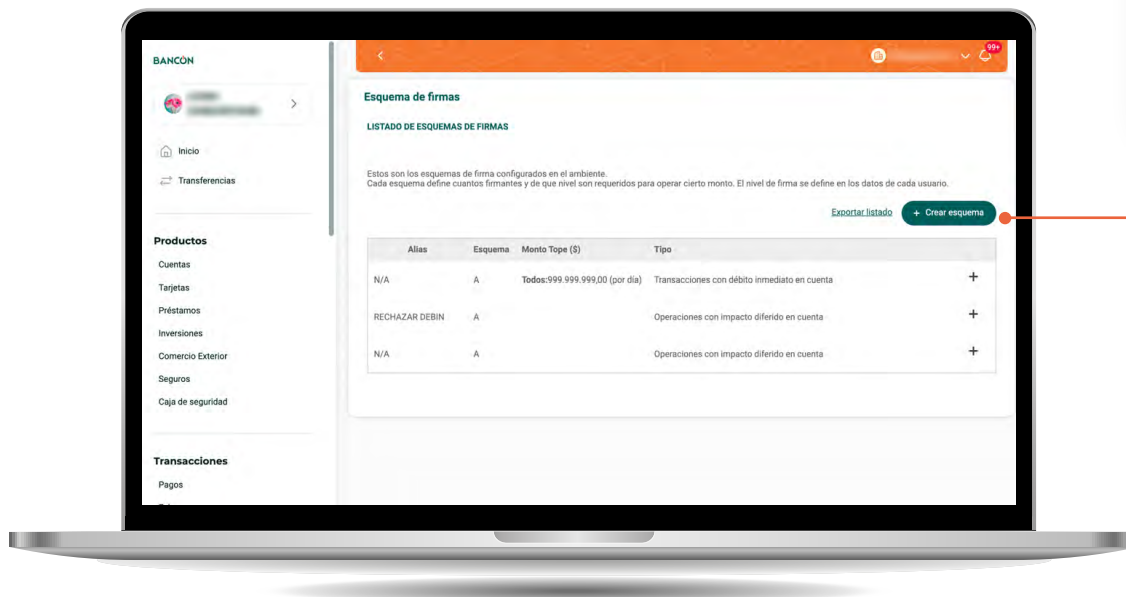 BANCÓN
99+
Inicio
Transferencias
Productos
Cuentas
Tarjetas
Préstamos
Inversiones
Comercio Exterior
Seguros
Caja de seguridad
Transacciones
Pagos
Esquema de firmas
LISTADO DE ESQUEMAS DE FIRMAS
Estos son los esquemas de firma configurados en el ambiente.
Cada esquema define cuantos firmantes y de que nivel son requeridos para operar cierto monto. El nivel de firma se define en los datos de cada usuario.
Exportar listado + Crear esquema
Alias Esquema Monto Tope ($) Tipo
N/A A Todos:999.999.999,00 (por día) Transacciones con débito inmediato en cuenta +
RECHAZAR DEBIN A Operaciones con impacto diferido en cuenta +
N/A A Operaciones con impacto diferido en cuenta +